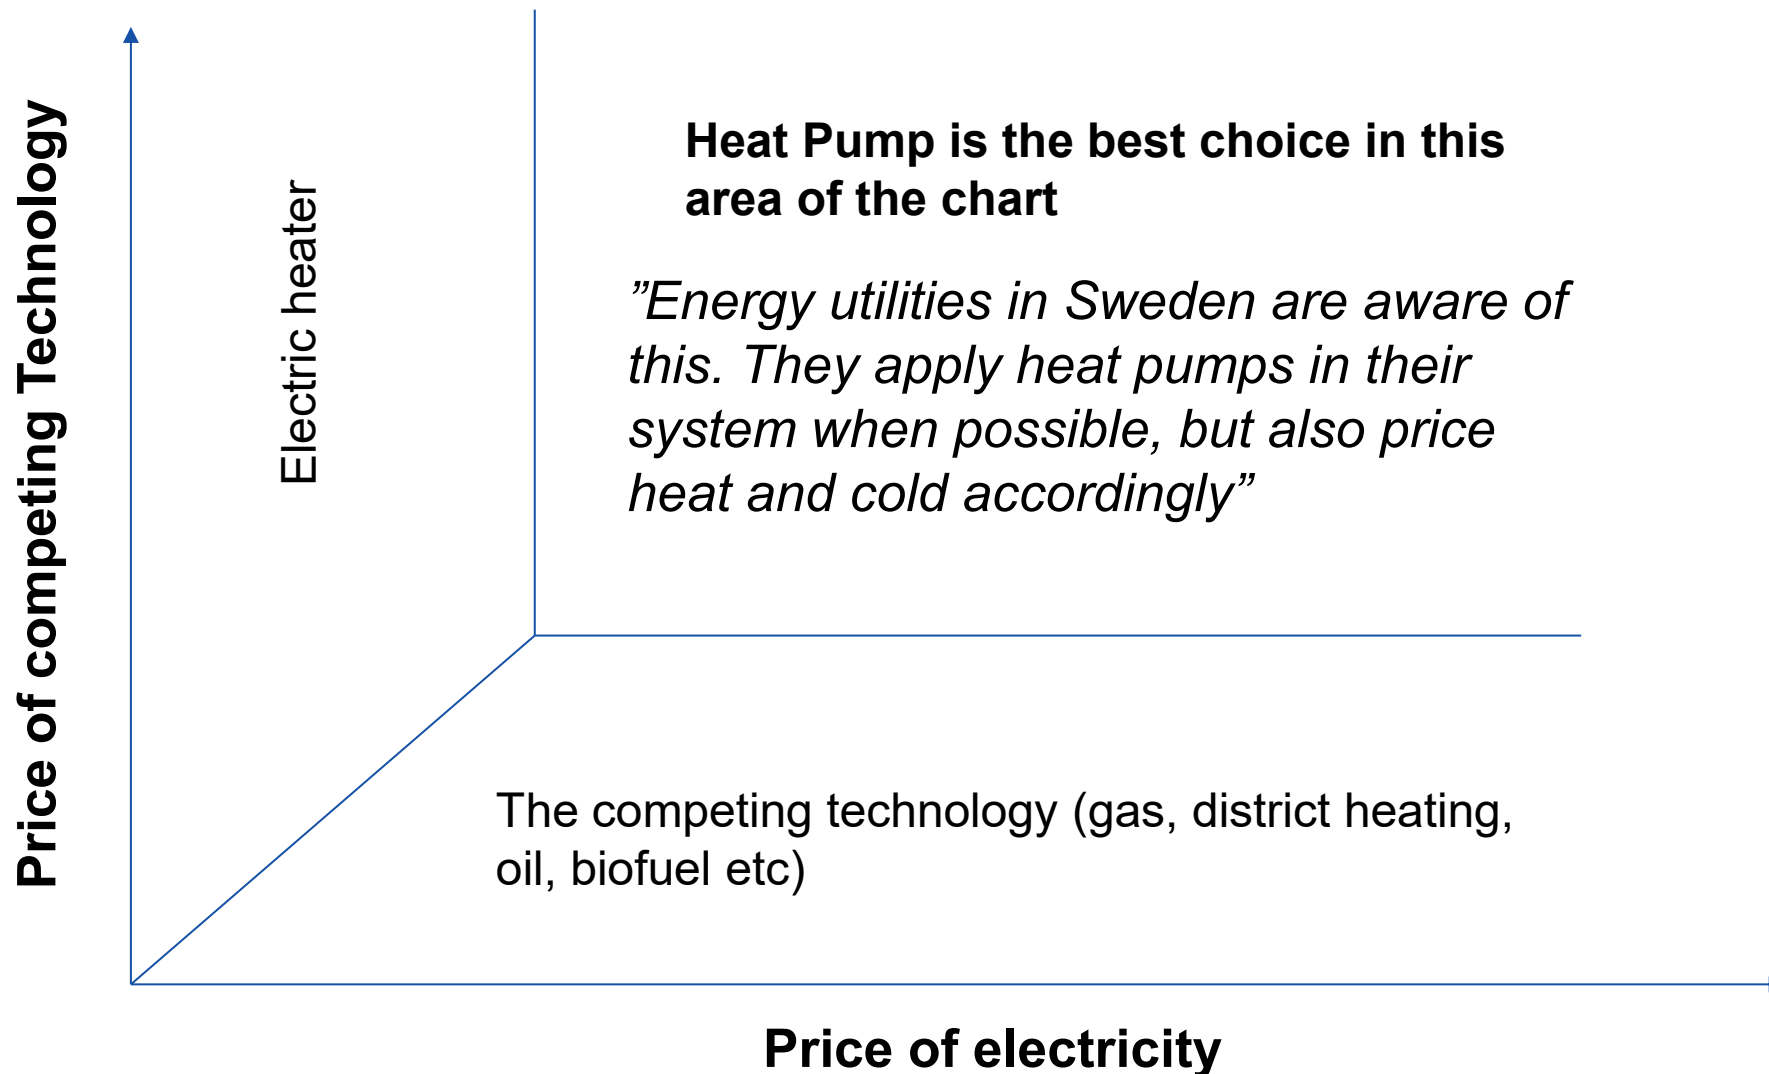 Price of competing Technology
Electric heater
Heat Pump is the best choice in this
area of the chart
”Energy utilities in Sweden are aware of
this. They apply heat pumps in their
system when possible, but also price
heat and cold accordingly”
The competing technology (gas, district heating,
oil, biofuel etc)
Price of electricity